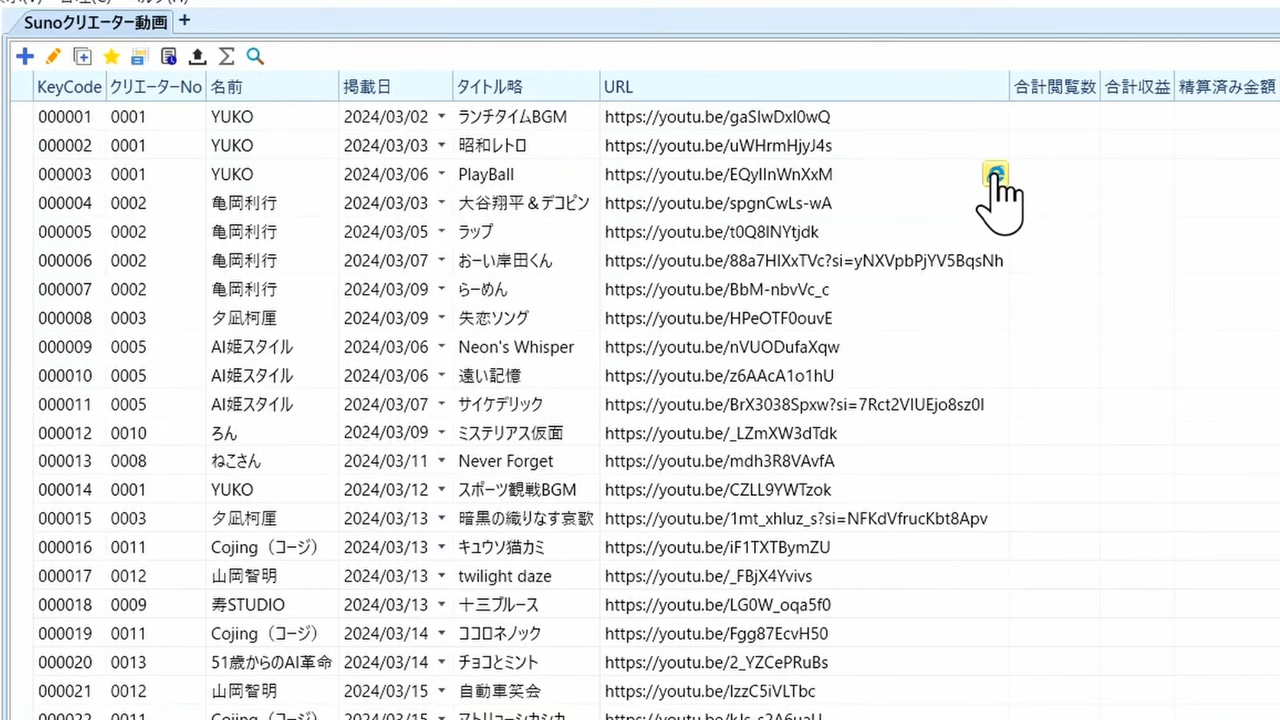 Sunoクリエーター動画 +
KeyCode クリエーターNo 名前 掲載日 タイトル略 URL 合計閲覧数 合計収益 精算済み金額
000001 0001 YUKO 2024/03/02 ランチタイムBGM https://youtu.be/gaSlwDxl0wQ
000002 0001 YUKO 2024/03/03 昭和レトロ https://youtu.be/uWHrmHjyJ4s
000003 0001 YUKO 2024/03/06 PlayBall https://youtu.be/EQyIlnWnXxM
000004 0002 亀岡利行 2024/03/03 大谷翔平＆デコピン https://youtu.be/spgnCwLs-wA
000005 0002 亀岡利行 2024/03/05 ラップ https://youtu.be/t0Q8lNYtjdk
000006 0002 亀岡利行 2024/03/07 おーい岸田くん https://youtu.be/88a7HIXxTVc?si=yNXVpbPjYV5BqsNh
000007 0002 亀岡利行 2024/03/09 らーめん https://youtu.be/BbM-nbvVc_c
000008 0003 夕凪柯厘 2024/03/09 失恋ソング https://youtu.be/HPeOTF0ouvE
000009 0005 AI姫スタイル 2024/03/06 Neon's Whisper https://youtu.be/nVUODufaXqw
000010 0005 AI姫スタイル 2024/03/06 遠い記憶 https://youtu.be/z6AAcA1o1hU
000011 0005 AI姫スタイル 2024/03/07 サイケデリック https://youtu.be/BrX3038Spxw?si=7Rct2VIUEjo8sz0I
000012 0010 ろん 2024/03/09 ミステリアス仮面 https://youtu.be/_LZmXW3dTdk
000013 0008 ねこさん 2024/03/11 Never Forget https://youtu.be/mdh3R8VAvfA
000014 0001 YUKO 2024/03/12 スポーツ観戦BGM https://youtu.be/CZLL9YWTzok
000015 0003 夕凪柯厘 2024/03/13 暗黒の織りなす哀歌 https://youtu.be/1mt_xhluz_s?si=NFKdVfrucKbt8Apv
000016 0011 Cojing（コージ） 2024/03/13 キュウソ猫カミ https://youtu.be/iF1TXTBymZU
000017 0012 山岡智明 2024/03/13 twilight daze https://youtu.be/_FBjX4Yvivs
000018 0009 寿STUDIO 2024/03/13 十三ブルース https://youtu.be/LG0W_oqa5f0
000019 0011 Cojing（コージ） 2024/03/14 ココロネノック https://youtu.be/Fgg87EcvH50
000020 0013 51歳からのAI革命 2024/03/14 チョコとミント https://youtu.be/2_YZCePRuBs
000021 0012 山岡智明 2024/03/15 自動車笑会 https://youtu.be/IzzC5iVLTbc
000022 0011 Cojing（コージ） 2024/03/15 マトリョーシカシカ